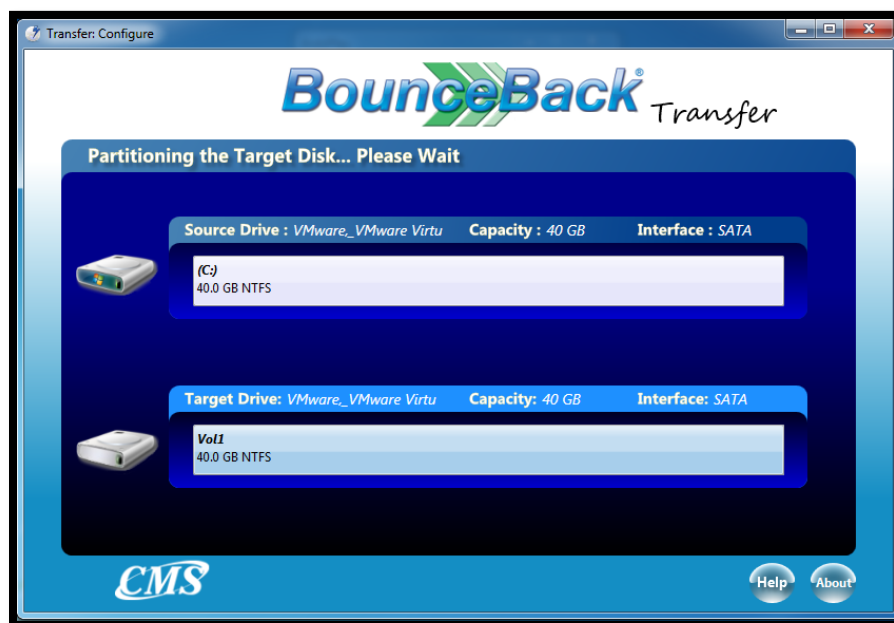 Transfer: Configure
BounceBack® Transfer
Partitioning the Target Disk... Please Wait
Source Drive : VMware,_VMware Virtu Capacity : 40 GB Interface : SATA
(C:)
40.0 GB NTFS
Target Drive: VMware,_VMware Virtu Capacity: 40 GB Interface: SATA
Vol1
40.0 GB NTFS
CMS Help About